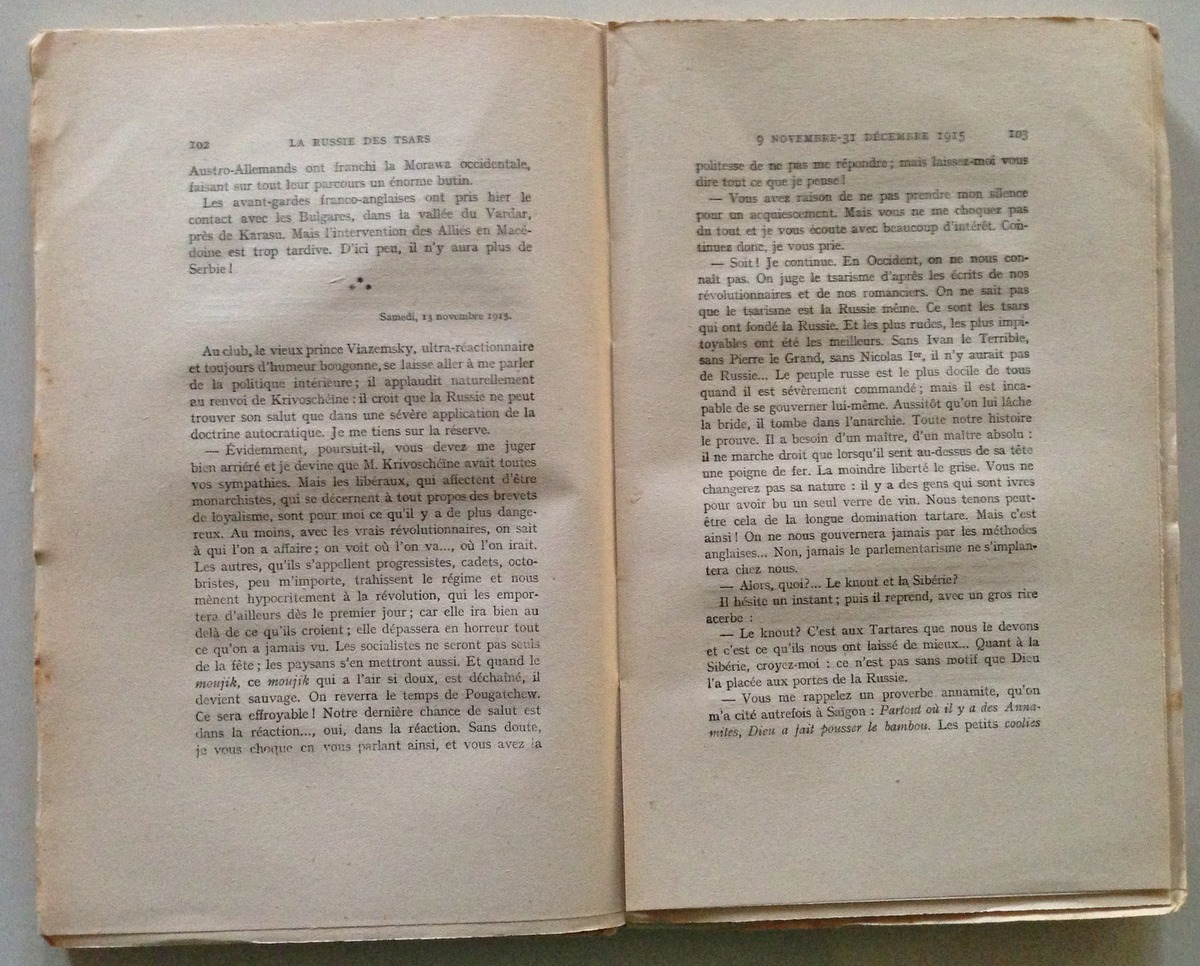 102 LA RUSSIE DES TSARS
Austro-Allemands ont franchi la Morawa occidentale,
faisant sur tout leur parcours un énorme butin.
Les avant-gardes franco-anglaises ont pris hier le
contact avec les Bulgares, dans la vallée du Vardar,
près de Karasu. Mais l'intervention des Alliés en Macé-
doine est trop tardive. D'ici peu, il n'y aura plus de
Serbie !
Samedi, 13 novembre 1915.
Au club, le vieux prince Viazemsky, ultra-réactionnaire
et toujours d'humeur bougonne, se laisse aller à me parler
de la politique intérieure ; il applaudit naturellement
au renvoi de Krivoschéïne : il croit que la Russie ne peut
trouver son salut que dans une sévère application de la
doctrine autocratique. Je me tiens sur la réserve.
— Évidemment, poursuit-il, vous devez me juger
bien arriéré et je devine que M. Krivoschéïne avait toutes
vos sympathies. Mais les libéraux, qui affectent d'être
monarchistes, qui se décernent à tout propos des brevets
de loyalisme, sont pour moi ce qu'il y a de plus dange-
reux. Au moins, avec les vrais révolutionnaires, on sait
à qui l'on a affaire ; on voit où l'on va..., où l'on irait.
Les autres, qu'ils s'appellent progressistes, cadets, octo-
bristes, peu m'importe, trahissent le régime et nous
mènent hypocritement à la révolution, qui les empor-
tera d'ailleurs dès le premier jour ; car elle ira bien au
delà de ce qu'ils croient ; elle dépassera en horreur tout
ce qu'on a jamais vu. Les socialistes ne seront pas seuls
de la fête ; les paysans s'en mettront aussi. Et quand le
moujik, ce moujik qui a l'air si doux, est déchaîné, il
devient sauvage. On reverra le temps de Pougatchew.
Ce sera effroyable ! Notre dernière chance de salut est
dans la réaction..., oui, dans la réaction. Sans doute,
je vous choque en vous parlant ainsi, et vous avez la
9 NOVEMBRE-31 DÉCEMBRE 1915 103
politesse de ne pas me répondre ; mais laissez-moi vous
dire tout ce que je pense !
— Vous avez raison de ne pas prendre mon silence
pour un acquiescement. Mais vous ne me choquez pas
du tout et je vous écoute avec beaucoup d'intérêt. Con-
tinuez donc, je vous prie.
— Soit ! Je continue. En Occident, on ne nous con-
naît pas. On juge le tsarisme d'après les écrits de nos
révolutionnaires et de nos romanciers. On ne sait pas
que le tsarisme est la Russie même. Ce sont les tsars
qui ont fondé la Russie. Et les plus rudes, les plus impi-
toyables ont été les meilleurs. Sans Ivan le Terrible,
sans Pierre le Grand, sans Nicolas Ier, il n'y aurait pas
de Russie... Le peuple russe est le plus docile de tous
quand il est sévèrement commandé ; mais il est inca-
pable de se gouverner lui-même. Aussitôt qu'on lui lâche
la bride, il tombe dans l'anarchie. Toute notre histoire
le prouve. Il a besoin d'un maître, d'un maître absolu :
il ne marche droit que lorsqu'il sent au-dessus de sa tête
une poigne de fer. La moindre liberté le grise. Vous ne
changerez pas sa nature : il y a des gens qui sont ivres
pour avoir bu un seul verre de vin. Nous tenons peut-
être cela de la longue domination tartare. Mais c'est
ainsi ! On ne nous gouvernera jamais par les méthodes
anglaises... Non, jamais le parlementarisme ne s'implan-
tera chez nous.
— Alors, quoi?... Le knout et la Sibérie?
Il hésite un instant ; puis il reprend, avec un gros rire
acerbe :
— Le knout? C'est aux Tartares que nous le devons
et c'est ce qu'ils nous ont laissé de mieux... Quant à la
Sibérie, croyez-moi : ce n'est pas sans motif que Dieu
l'a placée aux portes de la Russie.
— Vous me rappelez un proverbe annamite, qu'on
m'a cité autrefois à Saïgon : Partout où il y a des Anna-
mites, Dieu a fait pousser le bambou. Les petits coolies